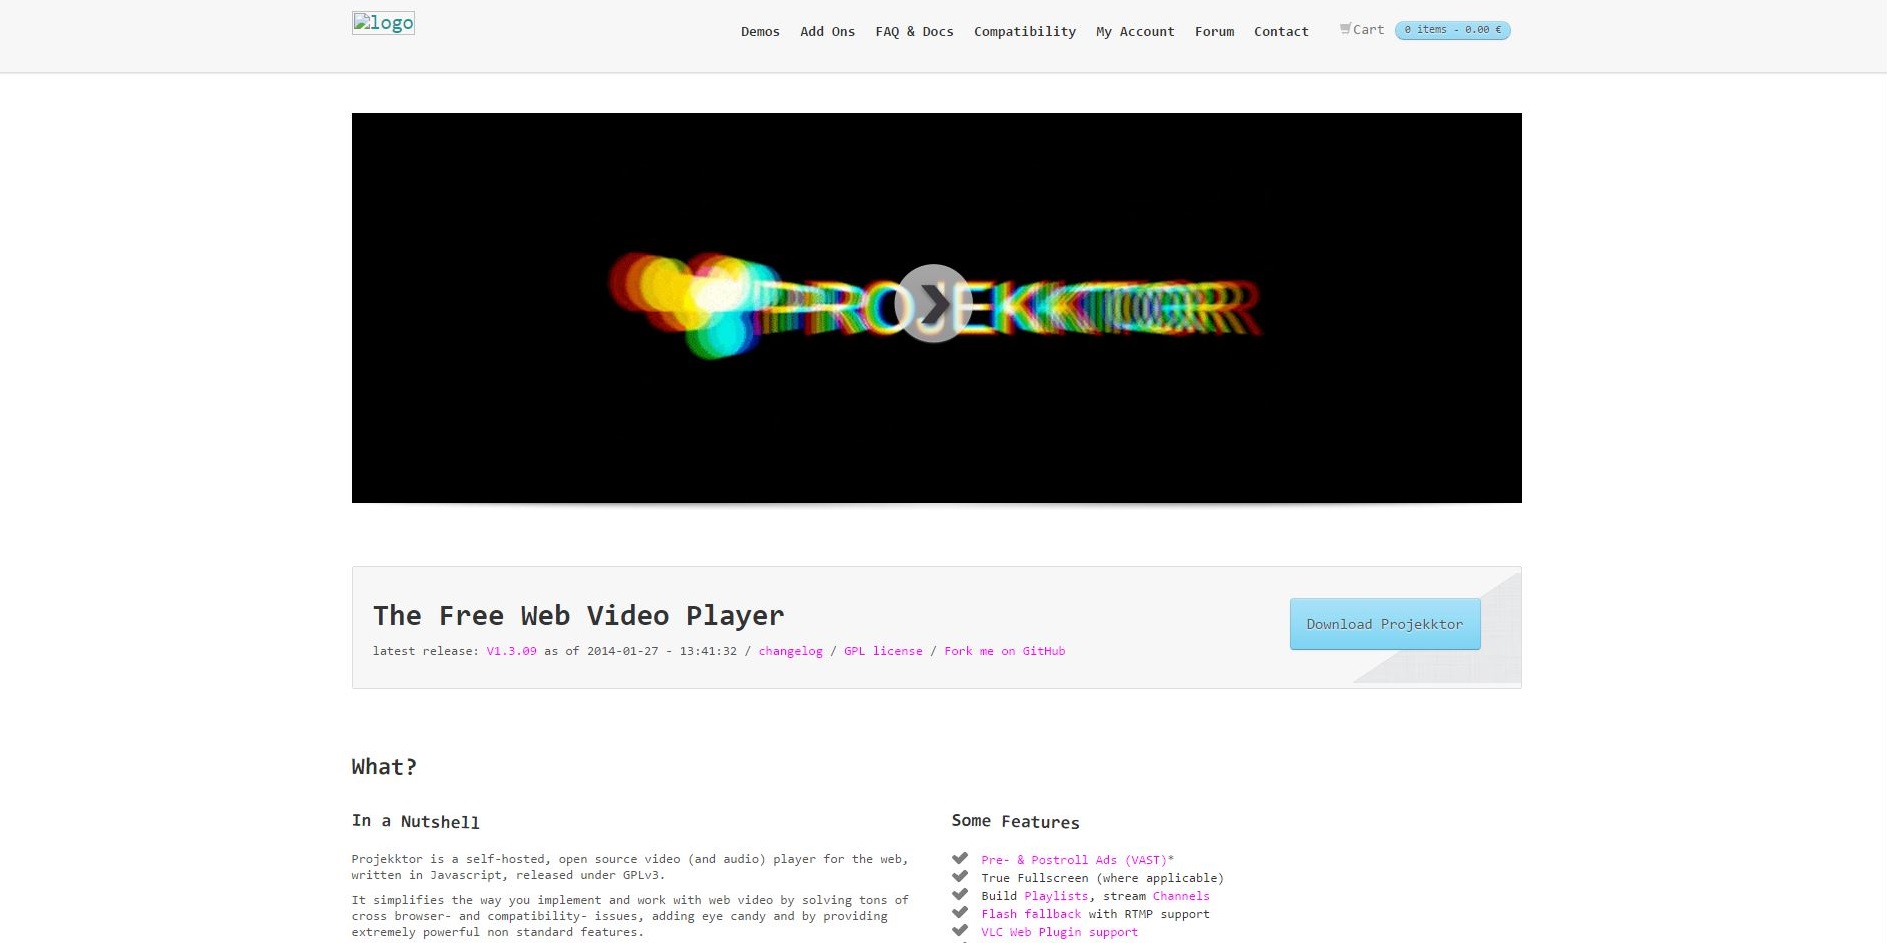 logo
Demos Add Ons FAQ & Docs Compatibility My Account Forum Contact Cart 0 items - 0.00 €
PROJEKKTOR
The Free Web Video Player
Download Projekktor
latest release: V1.3.09 as of 2014-01-27 - 13:41:32 / changelog / GPL license / Fork me on GitHub
What?
In a Nutshell
Projekktor is a self-hosted, open source video (and audio) player for the web,
written in Javascript, released under GPLv3.
It simplifies the way you implement and work with web video by solving tons of
cross browser- and compatibility- issues, adding eye candy and by providing
extremely powerful non standard features.
Some Features
Pre- & Postroll Ads (VAST)*
True Fullscreen (where applicable)
Build Playlists, stream Channels
Flash fallback with RTMP support
VLC Web Plugin support